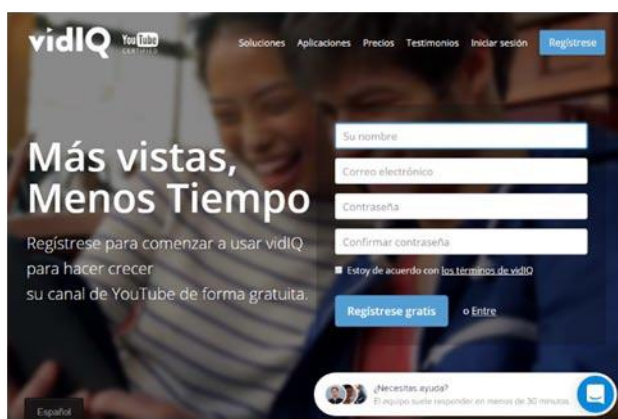 vidIQ YouTube CERTIFIED Soluciones Aplicaciones Precios Testimonios Iniciar sesión Regístrese
Más vistas,
Menos Tiempo
Regístrese para comenzar a usar vidIQ
para hacer crecer
su canal de YouTube de forma gratuita.
Su nombre
Correo electrónico
Contraseña
Confirmar contraseña
Estoy de acuerdo con los términos de vidIQ
Regístrese gratis o Entre
¿Necesitas ayuda?
El equipo suele responder en menos de 30 minutos.
Español